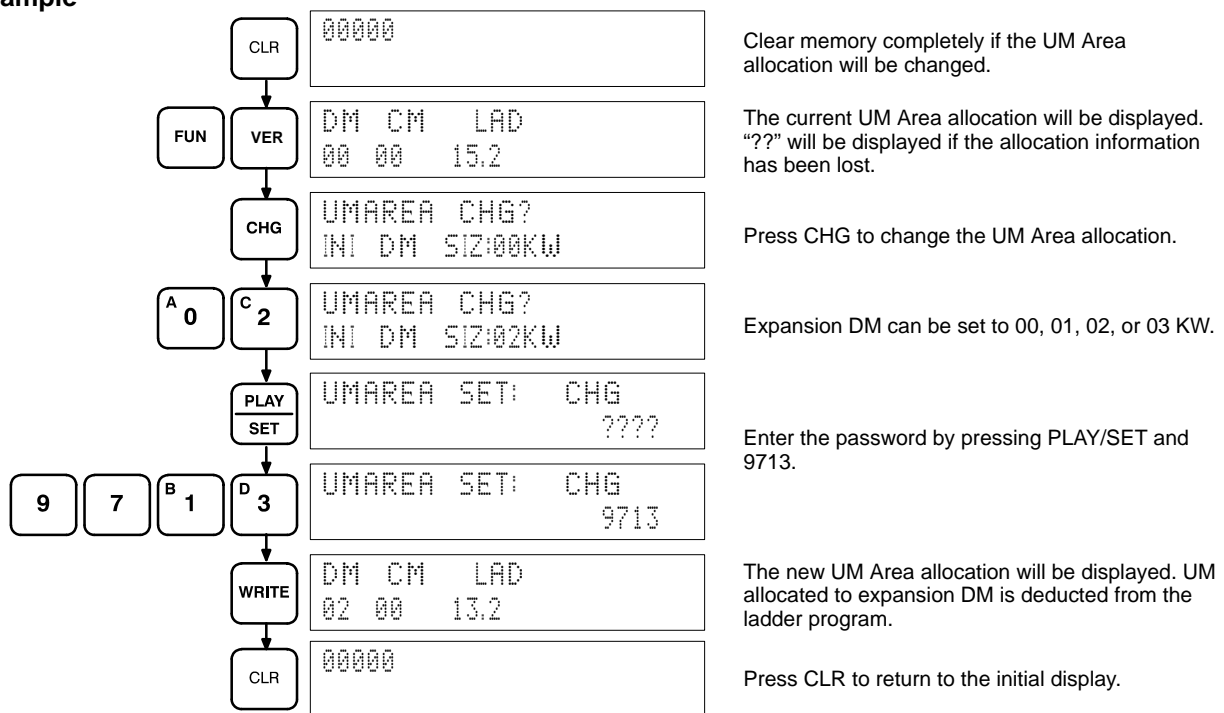 ample
CLR
00000
Clear memory completely if the UM Area
allocation will be changed.
FUN VER
DM CM LAD
00 00 15.2
The current UM Area allocation will be displayed.
“??” will be displayed if the allocation information
has been lost.
CHG
UMAREA CHG?
INI DM SIZ:00KW
Press CHG to change the UM Area allocation.
A 0 C 2
UMAREA CHG?
INI DM SIZ:02KW
Expansion DM can be set to 00, 01, 02, or 03 KW.
PLAY
SET
UMAREA SET: CHG
????
Enter the password by pressing PLAY/SET and
9713.
9 7 B 1 D 3
UMAREA SET: CHG
9713
WRITE
DM CM LAD
02 00 13.2
The new UM Area allocation will be displayed. UM
allocated to expansion DM is deducted from the
ladder program.
CLR
00000
Press CLR to return to the initial display.